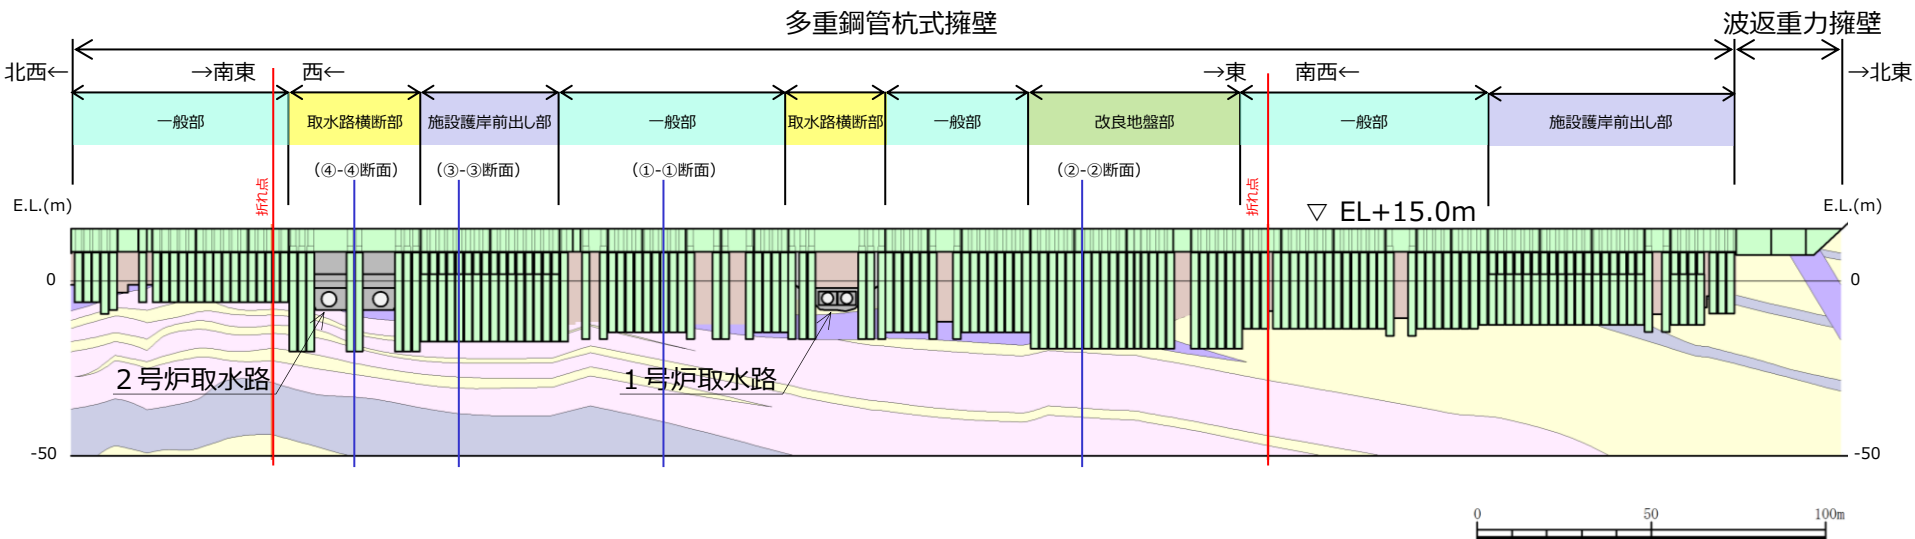 多重鋼管杭式擁壁 波返重力擁壁
北西← →南東 西← →東 南西← →北東
一般部 取水路横断部 施設護岸前出し部 一般部 取水路横断部 一般部 改良地盤部 一般部 施設護岸前出し部
(④-④断面) (③-③断面) (①-①断面) (②-②断面)
折れ点 折れ点
E.L.(m) ▽ EL+15.0m E.L.(m)
0 0
2号炉取水路 1号炉取水路
-50 -50
0 50 100m